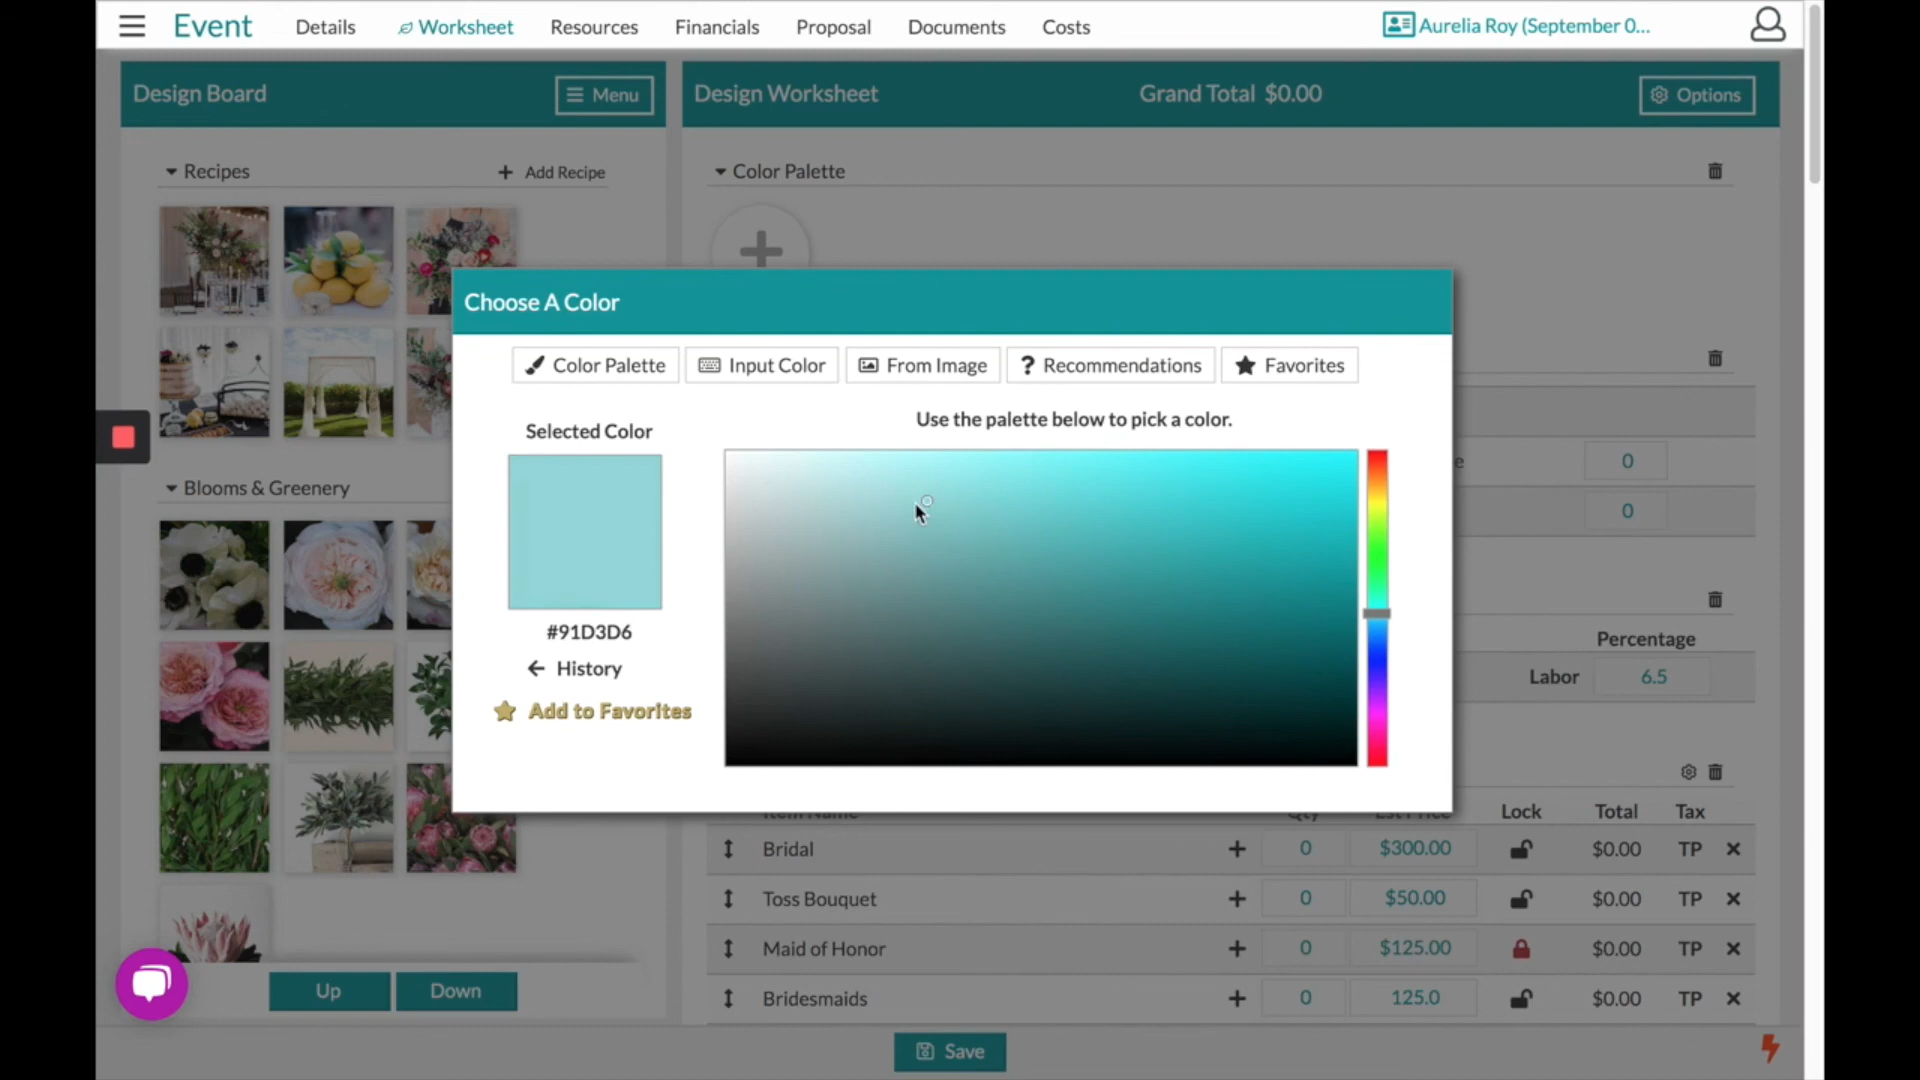 Event Details Worksheet Resources Financials Proposal Documents Costs Aurelia Roy (September 0...
Design Board Menu
Design Worksheet Grand Total $0.00 Options
Recipes Add Recipe
Color Palette
Choose A Color
Color Palette Input Color From Image ? Recommendations Favorites
Use the palette below to pick a color.
Selected Color
#91D3D6
History
Add to Favorites
Blooms & Greenery
e 0
0
Percentage
Labor 6.5
Item Name Qty Est Price Lock Total Tax
Bridal 0 $300.00 $0.00 TP
Toss Bouquet 0 $50.00 $0.00 TP
Maid of Honor 0 $125.00 $0.00 TP
Bridesmaids 0 125.0 $0.00 TP
Up Down
Save